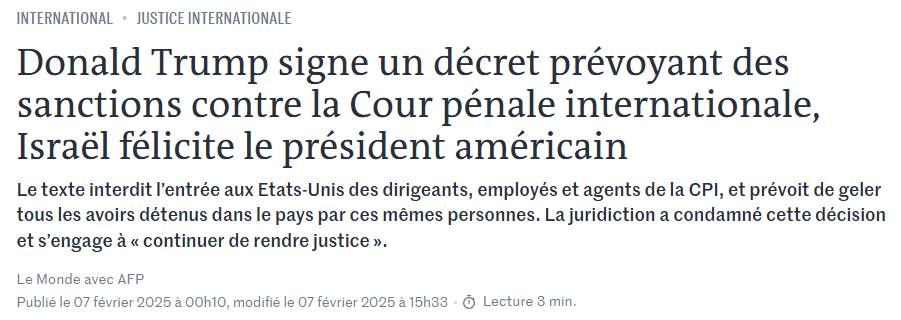 INTERNATIONAL • JUSTICE INTERNATIONALE
Donald Trump signe un décret prévoyant des
sanctions contre la Cour pénale internationale,
Israël félicite le président américain
Le texte interdit l’entrée aux Etats-Unis des dirigeants, employés et agents de la CPI, et prévoit de geler
tous les avoirs détenus dans le pays par ces mêmes personnes. La juridiction a condamné cette décision
et s’engage à « continuer de rendre justice ».
Le Monde avec AFP
Publié le 07 février 2025 à 00h10, modifié le 07 février 2025 à 15h33 • Lecture 3 min.